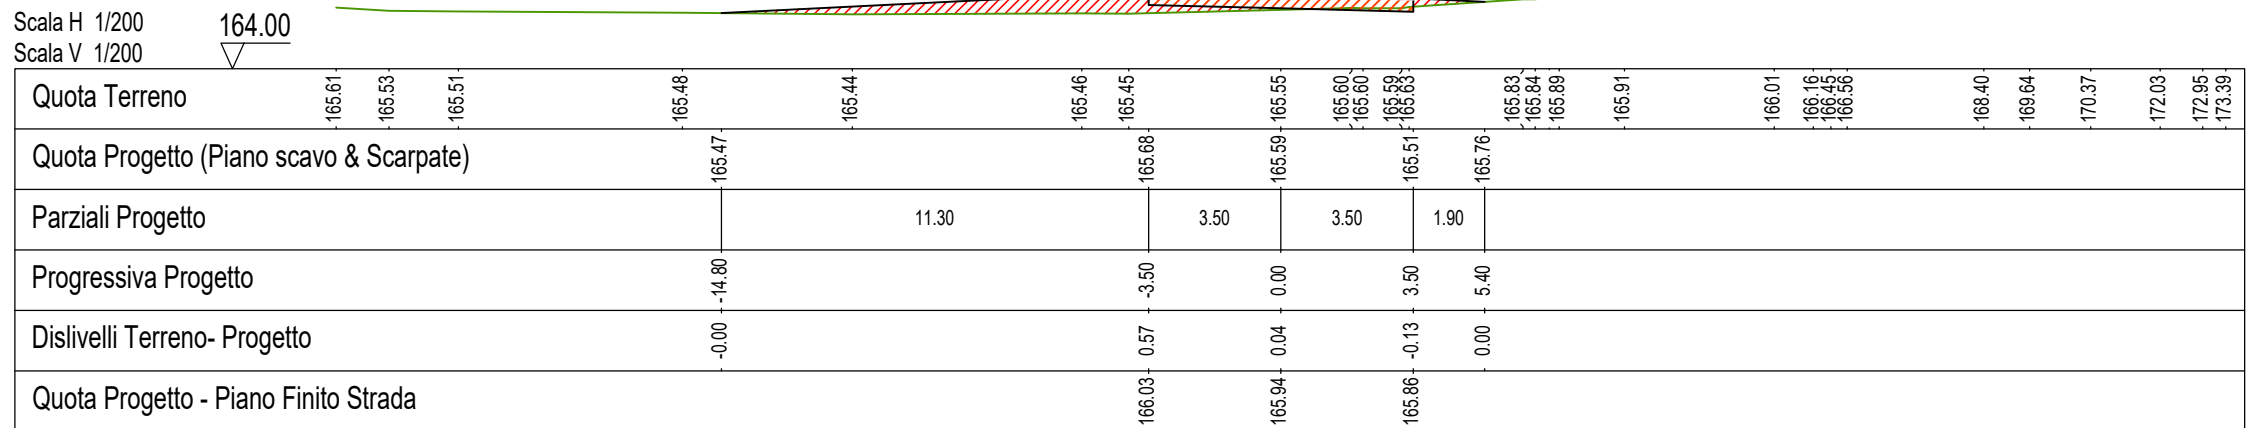 Scala H 1/200
164.00
Scala V 1/200
Quota Terreno 165.61 165.53 165.51 165.48 165.44 165.46 165.45 165.55 165.60 165.60 165.59 165.63 165.83 165.84 165.89 165.91 166.01 166.16 166.45 166.56 168.40 169.64 170.37 172.03 172.95 173.39
Quota Progetto (Piano scavo & Scarpate) 165.47 165.68 165.59 165.51 165.76
Parziali Progetto 11.30 3.50 3.50 1.90
Progressiva Progetto -14.80 -3.50 0.00 3.50 5.40
Dislivelli Terreno- Progetto -0.00 0.57 0.04 -0.13 0.00
Quota Progetto - Piano Finito Strada 166.03 165.94 165.86